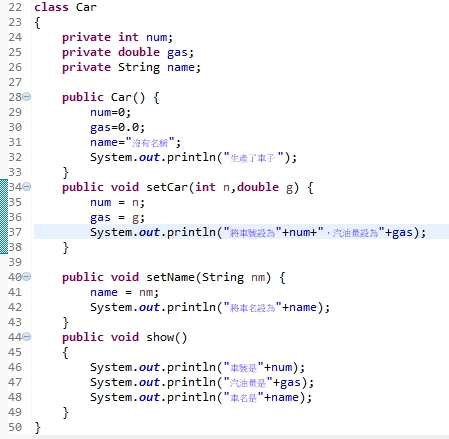 22 class Car
23 {
24     private int num;
25     private double gas;
26     private String name;
27
28     public Car() {
29         num=0;
30         gas=0.0;
31         name="沒有名稱";
32         System.out.println("生產了車子");
33     }
34     public void setCar(int n,double g) {
35         num = n;
36         gas = g;
37         System.out.println("將車號設為"+num+"，汽油量設為"+gas);
38     }
39
40     public void setName(String nm) {
41         name = nm;
42         System.out.println("將車名設為"+name);
43     }
44     public void show()
45     {
46         System.out.println("車號是"+num);
47         System.out.println("汽油量是"+gas);
48         System.out.println("車名是"+name);
49     }
50 }